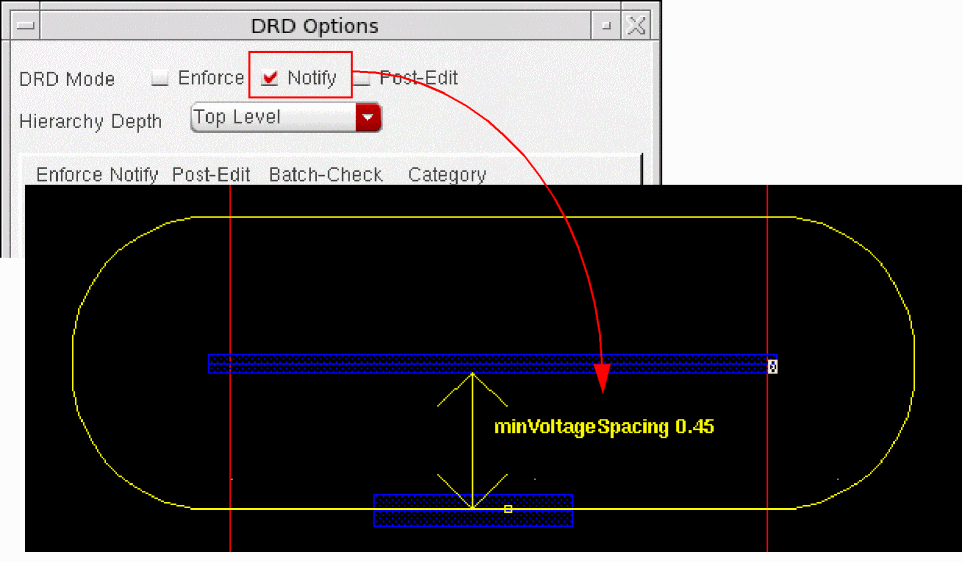 DRD Options
DRD Mode Enforce Notify Post-Edit
Hierarchy Depth Top Level
Enforce Notify Post-Edit Batch-Check Category
minVoltageSpacing 0.45